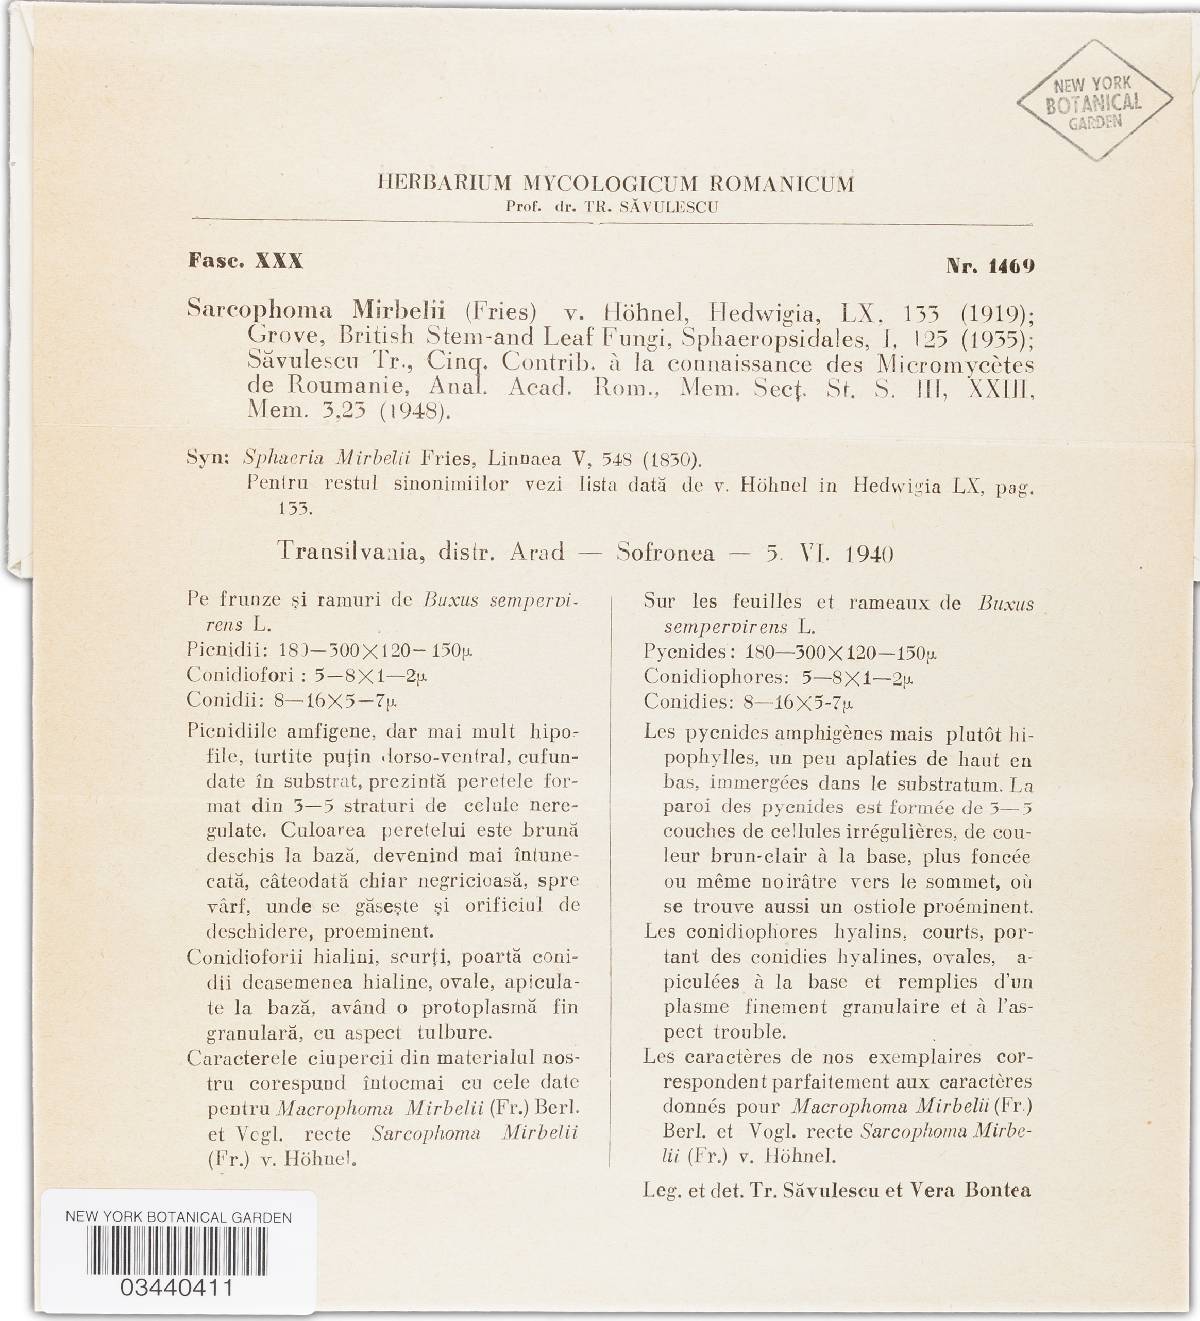 NEW YORK
BOTANICAL
GARDEN
HERBARIUM MYCOLOGICUM ROMANICUM
Prof. dr. TR. SĂVULESCU
Fasc. XXX
Nr. 1469
Sarcophoma Mirbelii (Fries) v. Höhnel, Hedwigia, LX, 133 (1919);
Grove, British Stem-and Leaf Fungi, Sphaeropsidales, I, 125 (1935);
Săvulescu Tr., Cinq. Contrib. à la connaissance des Micromycètes
de Roumanie, Anal. Acad. Rom., Mem. Secț. St. S. III, XXIII,
Mem. 3,23 (1948).
Syn: Sphaeria Mirbelii Fries, Linnaea V, 548 (1830).
Pentru restul sinonimiilor vezi lista dată de v. Höhnel in Hedwigia LX, pag.
133.
Transilvania, distr. Arad — Sofronea — 5. VI. 1940
Pe frunze și ramuri de Buxus sempervi-
rens L.
Picnidii: 180—300×120—150μ
Conidiofori : 5—8×1—2μ
Conidii: 8—16×5—7μ
Picnidiile amfigene, dar mai mult hipo-
file, turtite puțin dorso-ventral, cufun-
date în substrat, prezintă peretele for-
mat din 3—5 straturi de celule nere-
gulate. Culoarea peretelui este brună
deschis la bază, devenind mai întune-
cată, câteodată chiar negricioasă, spre
vârf, unde se găsește și orificiul de
deschidere, proeminent.
Conidioforii hialini, scurți, poartă coni-
dii deasemenea hialine, ovale, apicula-
te la bază, având o protoplasmă fin
granulară, cu aspect tulbure.
Caracterele ciupercii din materialul nos-
tru corespund întocmai cu cele date
pentru Macrophoma Mirbelii (Fr.) Berl.
et Vogl. recte Sarcophoma Mirbelii
(Fr.) v. Höhnel.
Sur les feuilles et rameaux de Buxus
sempervirens L.
Pycnides : 180—300×120—150μ
Conidiophores: 5—8×1—2μ
Conidies: 8—16×5-7μ
Les pycnides amphigènes mais plutôt hi-
pophylles, un peu aplaties de haut en
bas, immergées dans le substratum. La
paroi des pycnides est formée de 3—5
couches de cellules irrégulières, de cou-
leur brun-clair à la base, plus foncée
ou même noirâtre vers le sommet, où
se trouve aussi un ostiole proéminent.
Les conidiophores hyalins, courts, por-
tant des conidies hyalines, ovales, a-
piculées à la base et remplies d'un
plasme finement granulaire et à l'as-
pect trouble.
Les caractères de nos exemplaires cor-
respondent parfaitement aux caractères
donnés pour Macrophoma Mirbelii (Fr.)
Berl. et Vogl. recte Sarcophoma Mirbe-
lii (Fr.) v. Höhnel.
Leg. et det. Tr. Săvulescu et Vera Bontea
NEW YORK BOTANICAL GARDEN
03440411